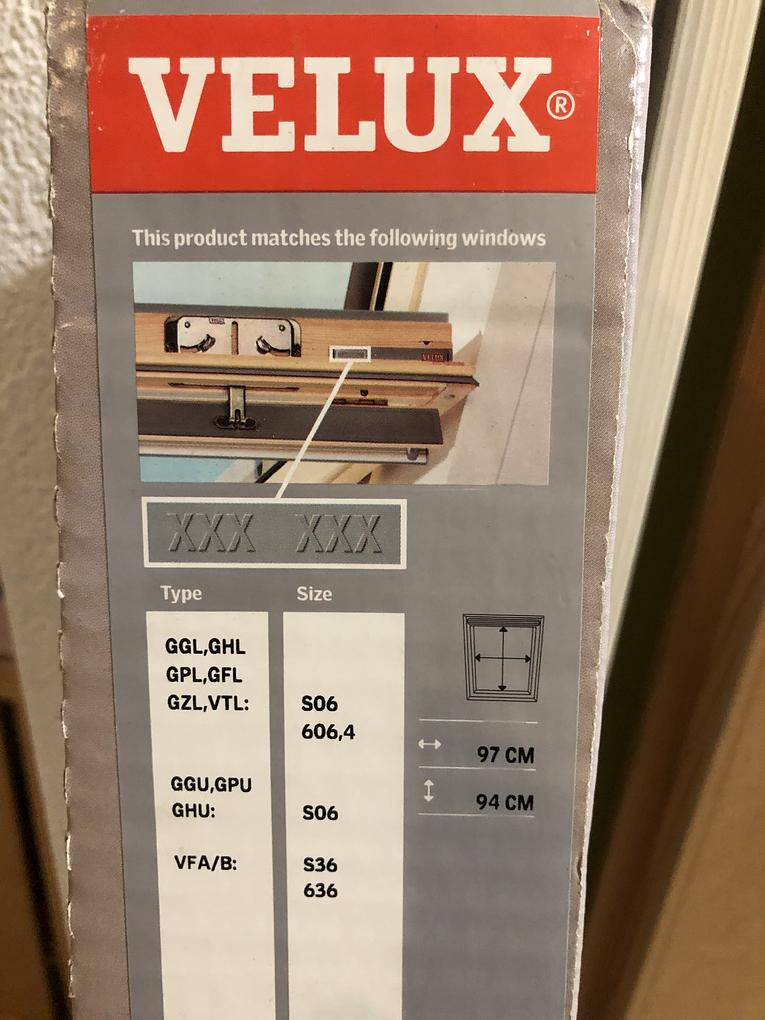 VELUX®
This product matches the following windows
VELUX
XXX XXX
Type Size
GGL,GHL
GPL,GFL
GZL,VTL: S06
606,4
97 CM
GGU,GPU
94 CM
GHU: S06
VFA/B: S36
636